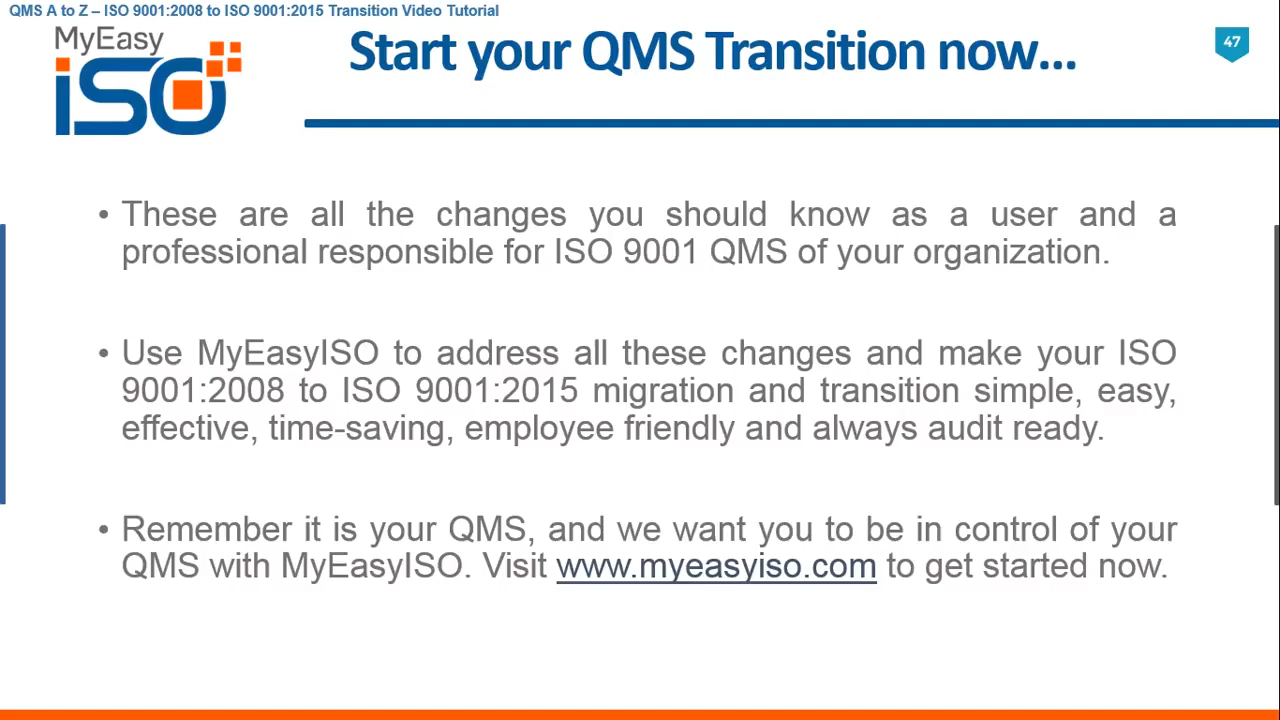 QMS A to Z – ISO 9001:2008 to ISO 9001:2015 Transition Video Tutorial
MyEasy
iSO
Start your QMS Transition now...
47
• These are all the changes you should know as a user and a
professional responsible for ISO 9001 QMS of your organization.
• Use MyEasyISO to address all these changes and make your ISO
9001:2008 to ISO 9001:2015 migration and transition simple, easy,
effective, time-saving, employee friendly and always audit ready.
• Remember it is your QMS, and we want you to be in control of your
QMS with MyEasyISO. Visit www.myeasyiso.com to get started now.